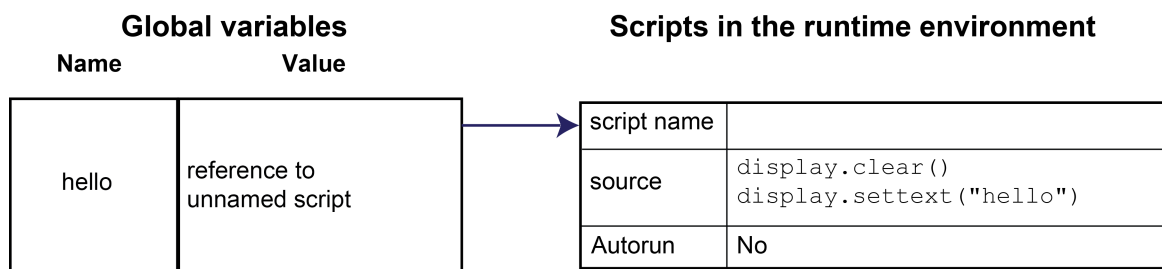 Global variables
Scripts in the runtime environment
Name Value
hello
reference to
unnamed script
script name
source
display.clear()
display.settext("hello")
Autorun No